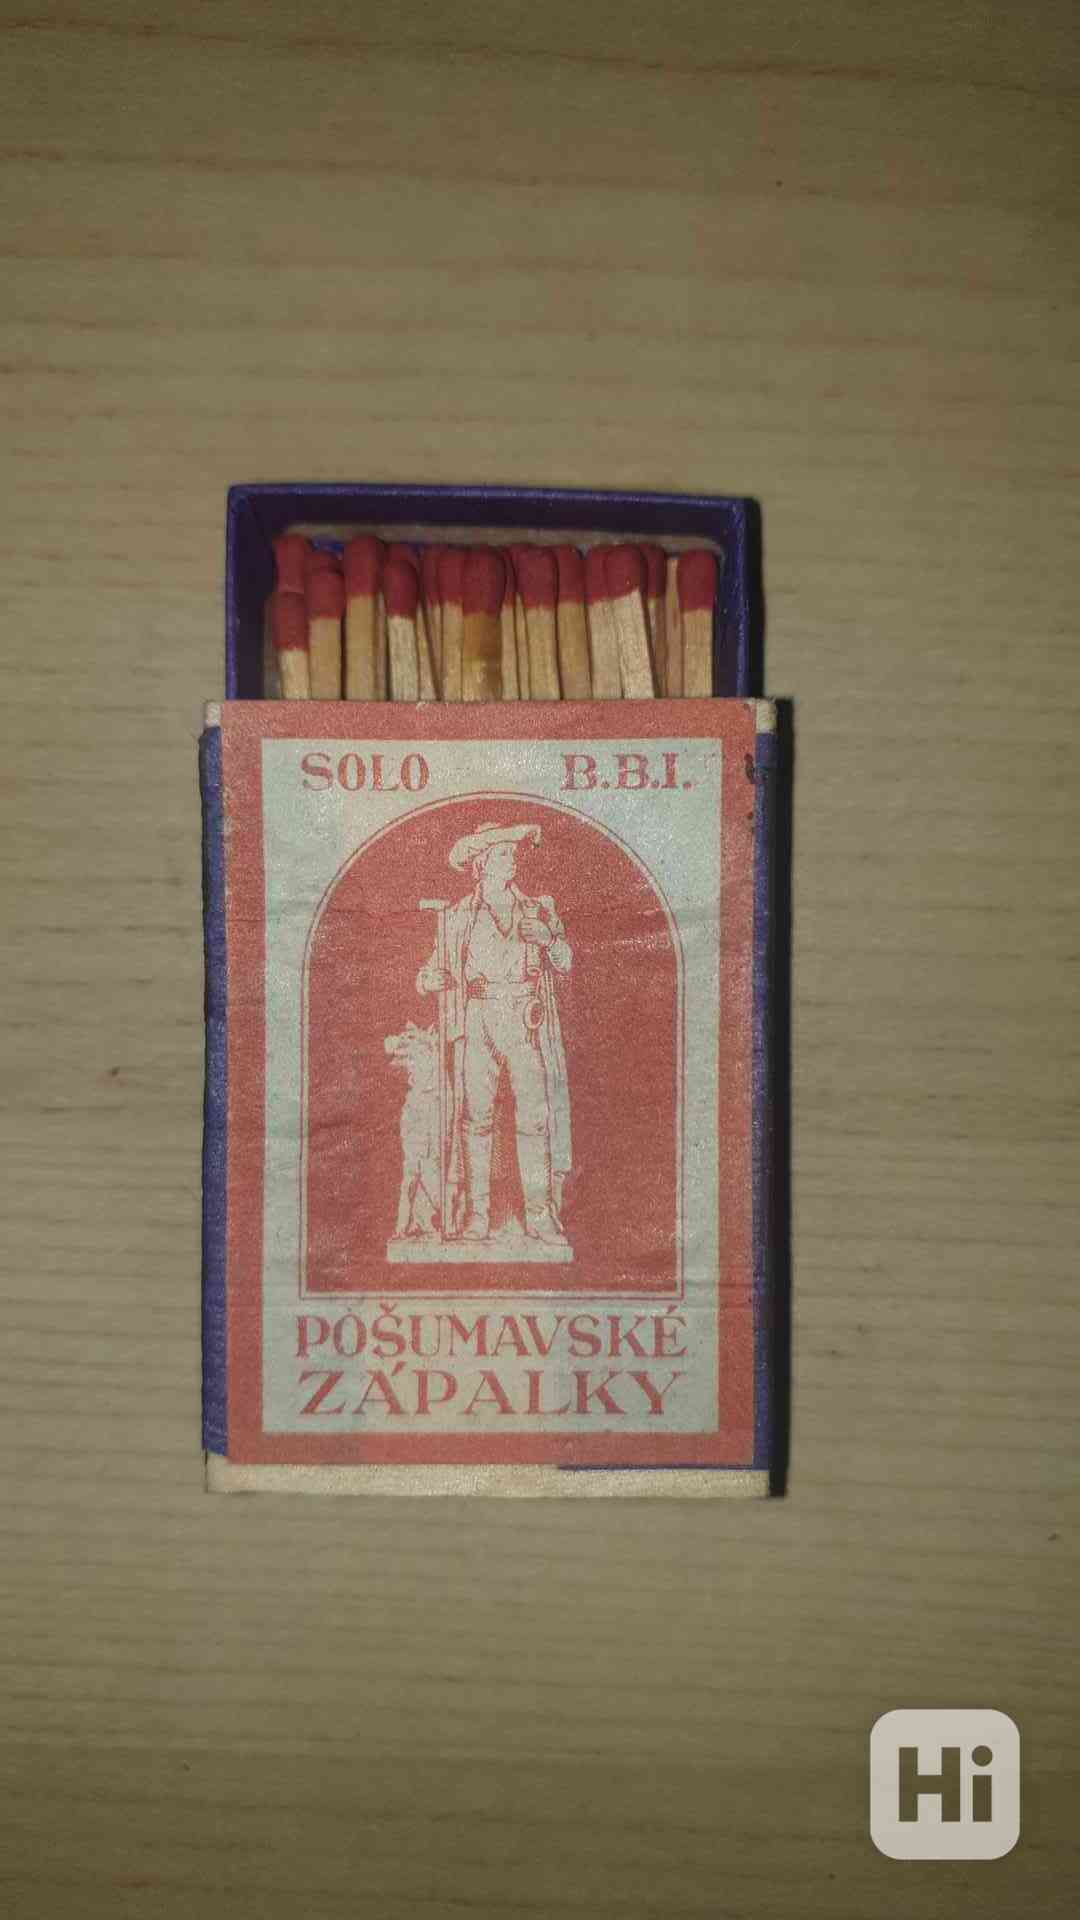 SOLO B.B.I.
POŠUMAVSKÉ
ZÁPALKY
Hi